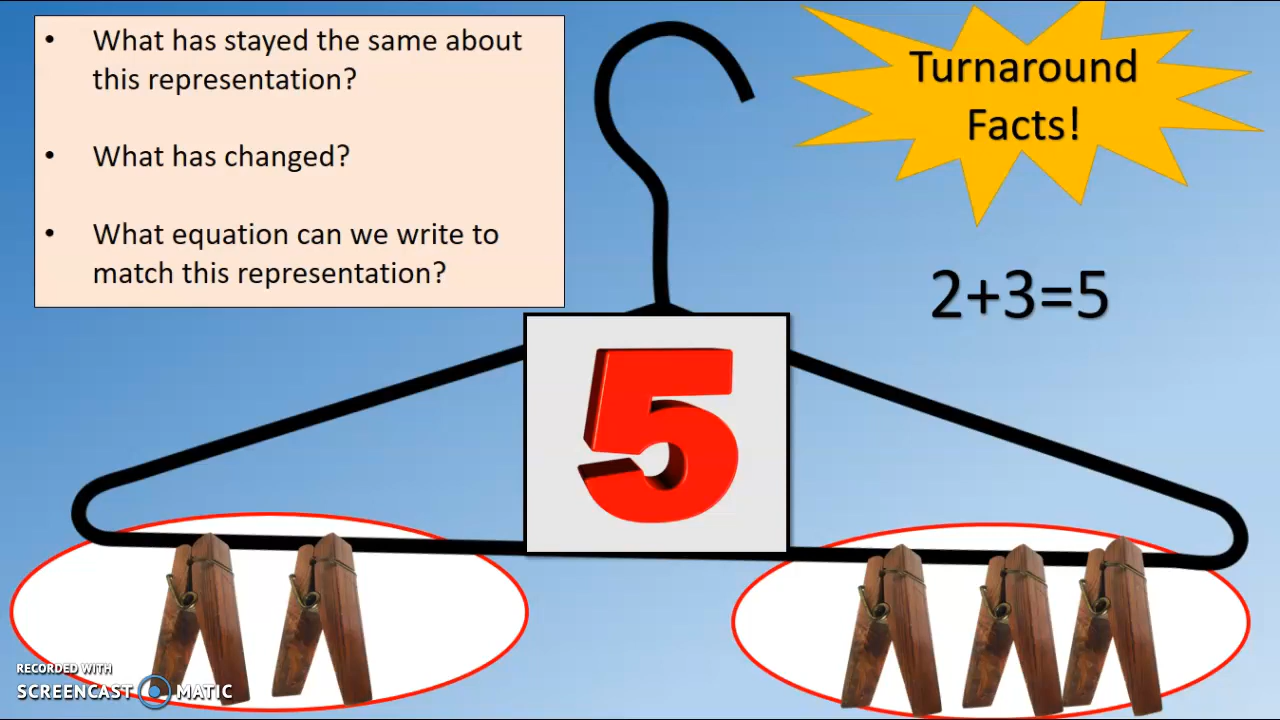 • What has stayed the same about
this representation?
• What has changed?
• What equation can we write to
match this representation?
Turnaround
Facts!
2+3=5
5
RECORDED WITH
SCREENCAST MATIC